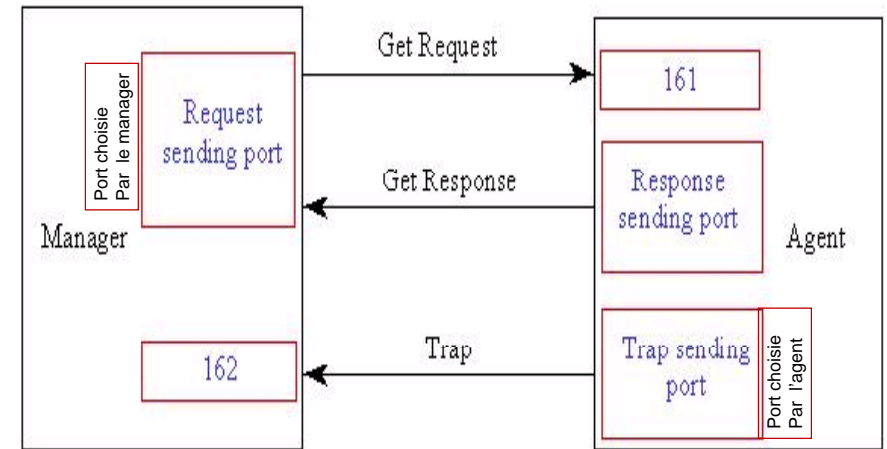 Manager
Port choisie
Par le manager
Request
sending port
162
Get Request
Get Response
Trap
161
Response
sending port
Agent
Trap sending
port
Port choisie
Par l'agent